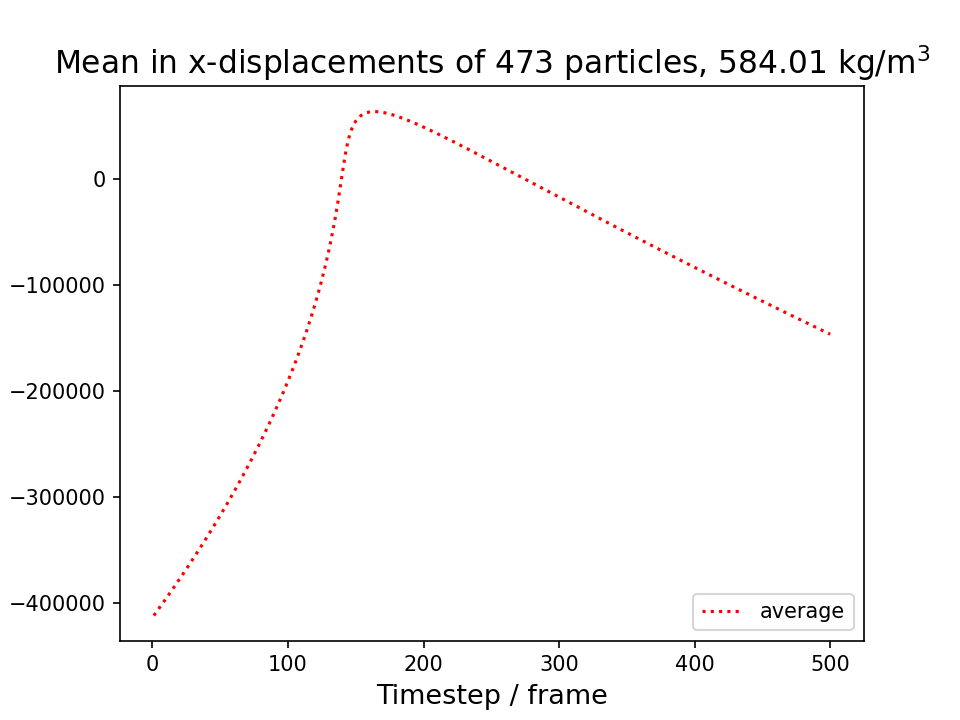 Mean in x-displacements of 473 particles, 584.01 kg/m³
0
−100000
−200000
−300000
−400000
average
0 100 200 300 400 500
Timestep / frame